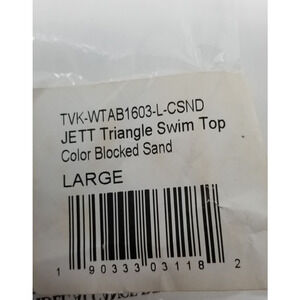 TVK-WTAB1603-L-CSND
JETT Triangle Swim Top
Color Blocked Sand
LARGE
1 90333 03118 2